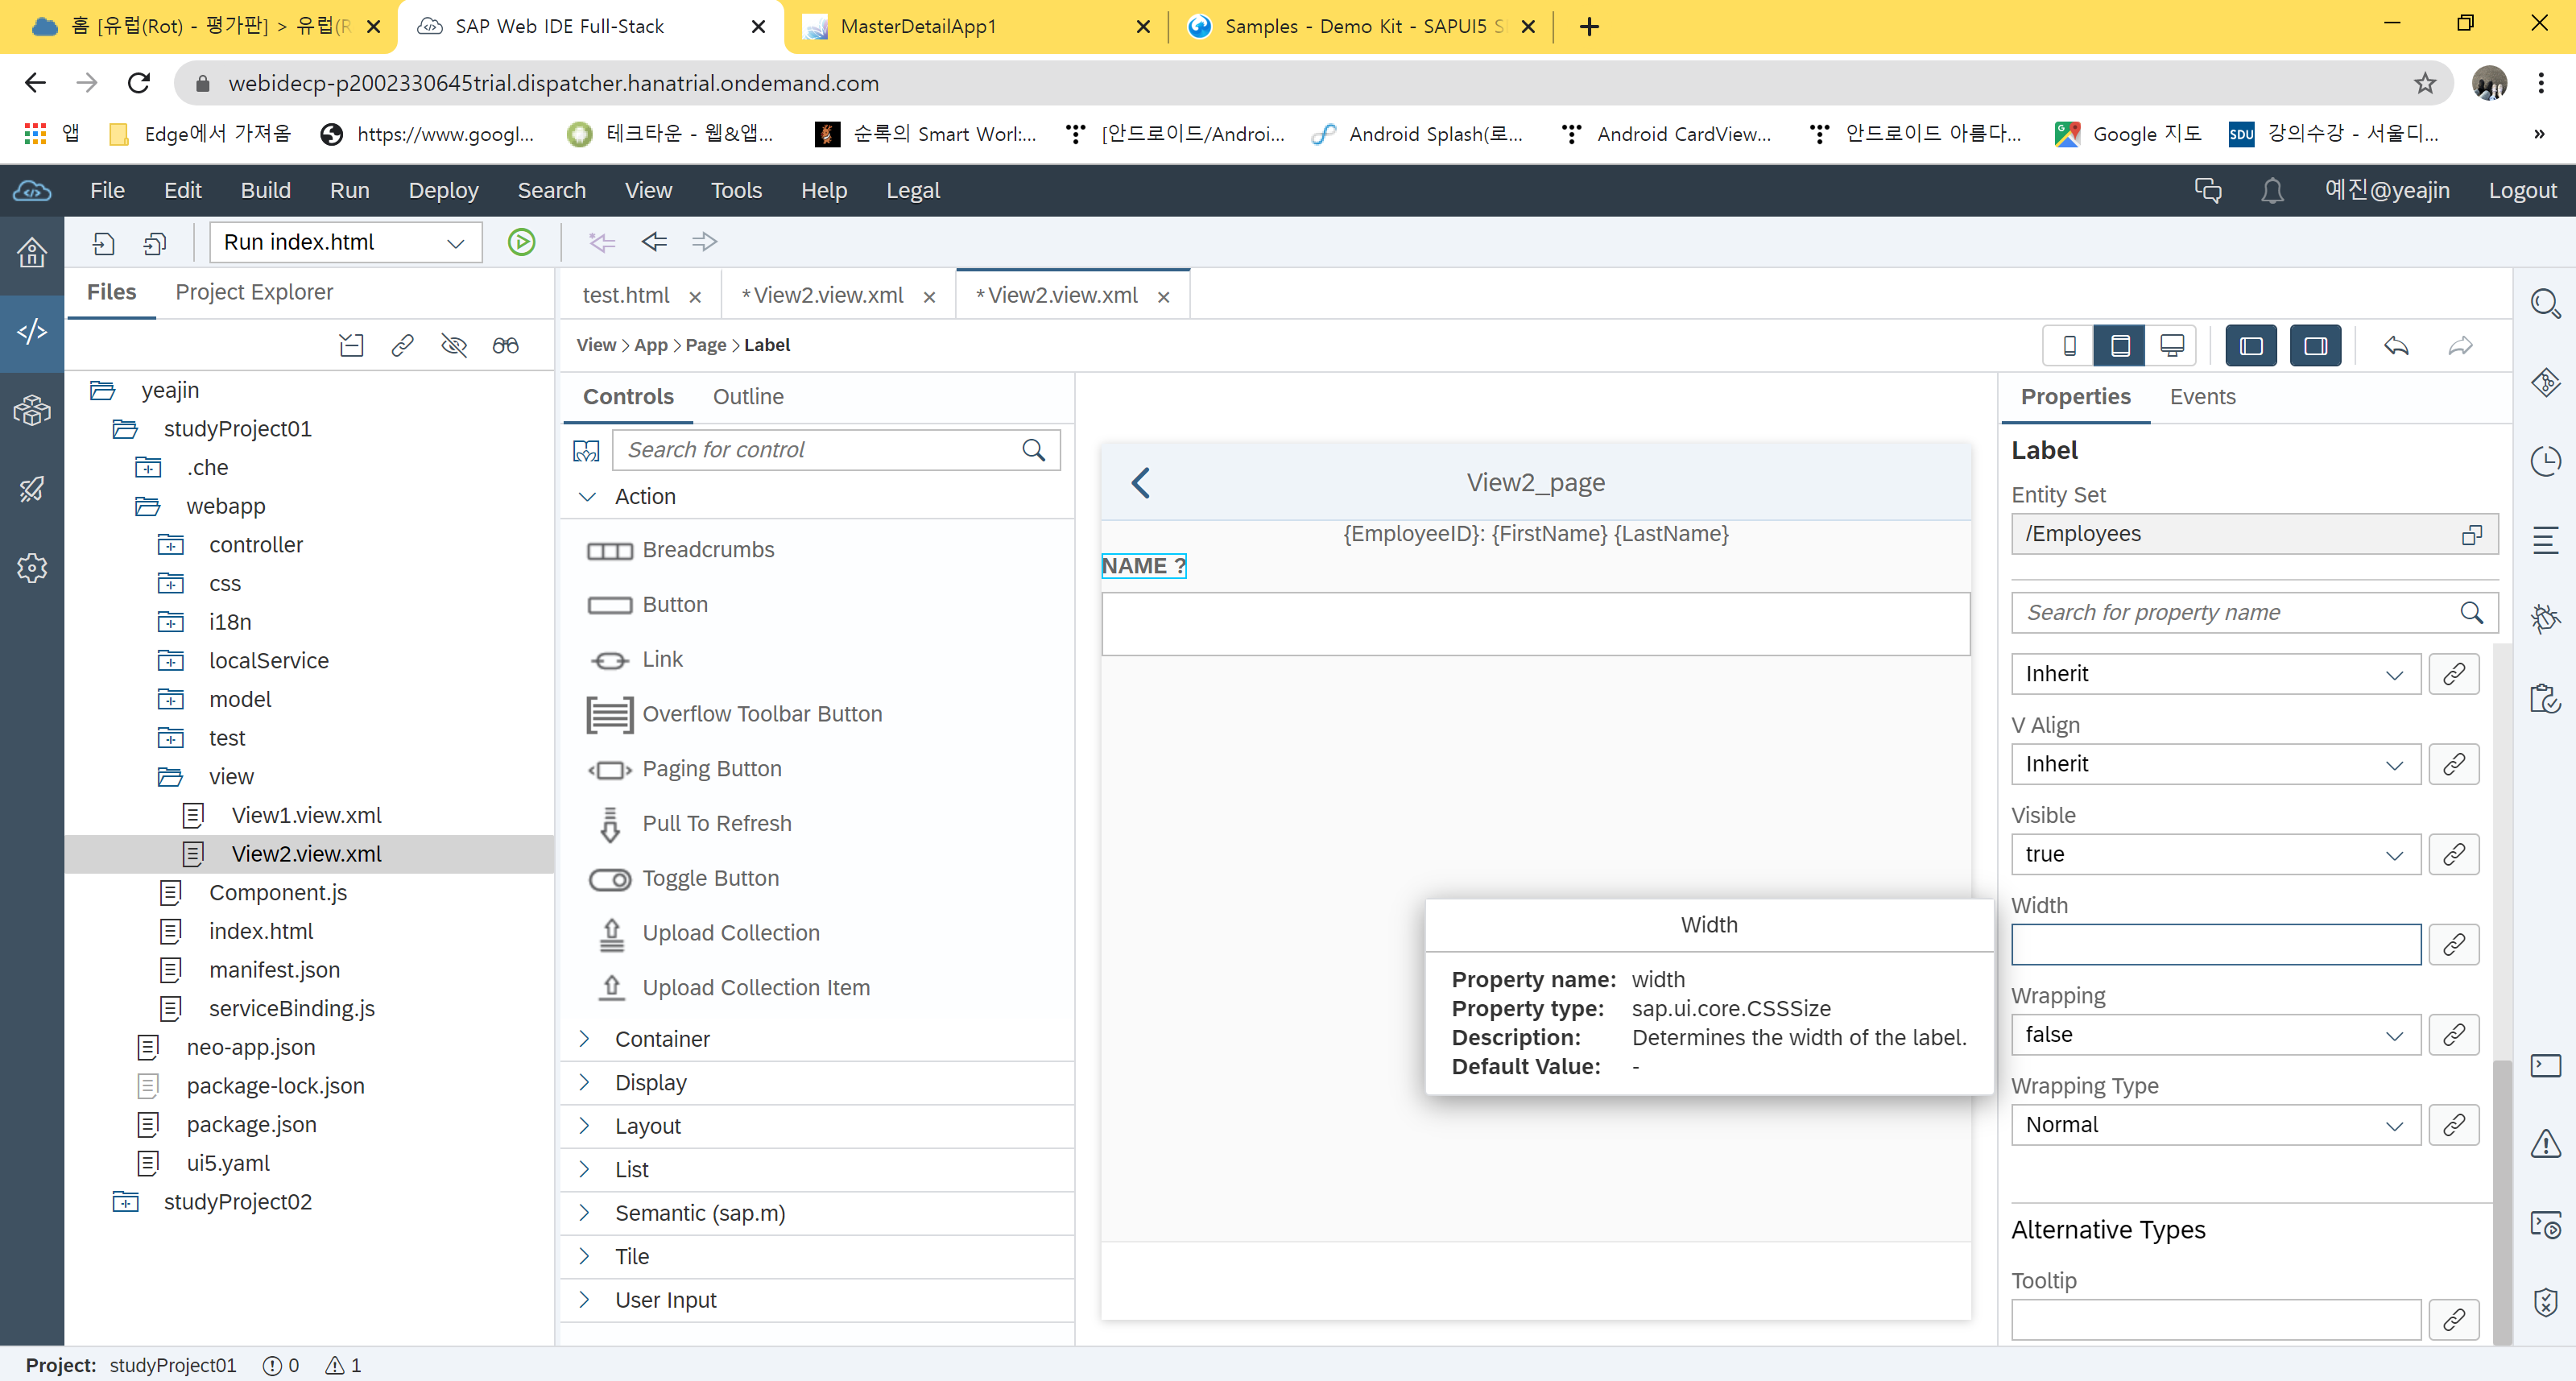 홈 [유럽(Rot) - 평가판] > 유럽(R
SAP Web IDE Full-Stack
MasterDetailApp1
Samples - Demo Kit - SAPUI5 S
webidecp-p2002330645trial.dispatcher.hanatrial.ondemand.com
앱
Edge에서 가져옴
https://www.googl...
테크타운 - 웹&앱...
순록의 Smart Worl:...
[안드로이드/Androi...
Android Splash(로...
Android CardView...
안드로이드 아름다...
Google 지도
SDU 강의수강 - 서울디...
»
File Edit Build Run Deploy Search View Tools Help Legal
예진@yeajin Logout
Run index.html
Files Project Explorer
test.html
*View2.view.xml
*View2.view.xml
View > App > Page > Label
yeajin
studyProject01
.che
webapp
controller
css
i18n
localService
model
test
view
View1.view.xml
View2.view.xml
Component.js
index.html
manifest.json
serviceBinding.js
neo-app.json
package-lock.json
package.json
ui5.yaml
studyProject02
Controls Outline
Search for control
Action
Breadcrumbs
Button
Link
Overflow Toolbar Button
Paging Button
Pull To Refresh
Toggle Button
Upload Collection
Upload Collection Item
Container
Display
Layout
List
Semantic (sap.m)
Tile
User Input
View2_page
{EmployeeID}: {FirstName} {LastName}
NAME ?
Width
Property name: width
Property type: sap.ui.core.CSSSize
Description: Determines the width of the label.
Default Value: -
Properties Events
Label
Entity Set
/Employees
Search for property name
Inherit
V Align
Inherit
Visible
true
Width
Wrapping
false
Wrapping Type
Normal
Alternative Types
Tooltip
Project: studyProject01 0 1